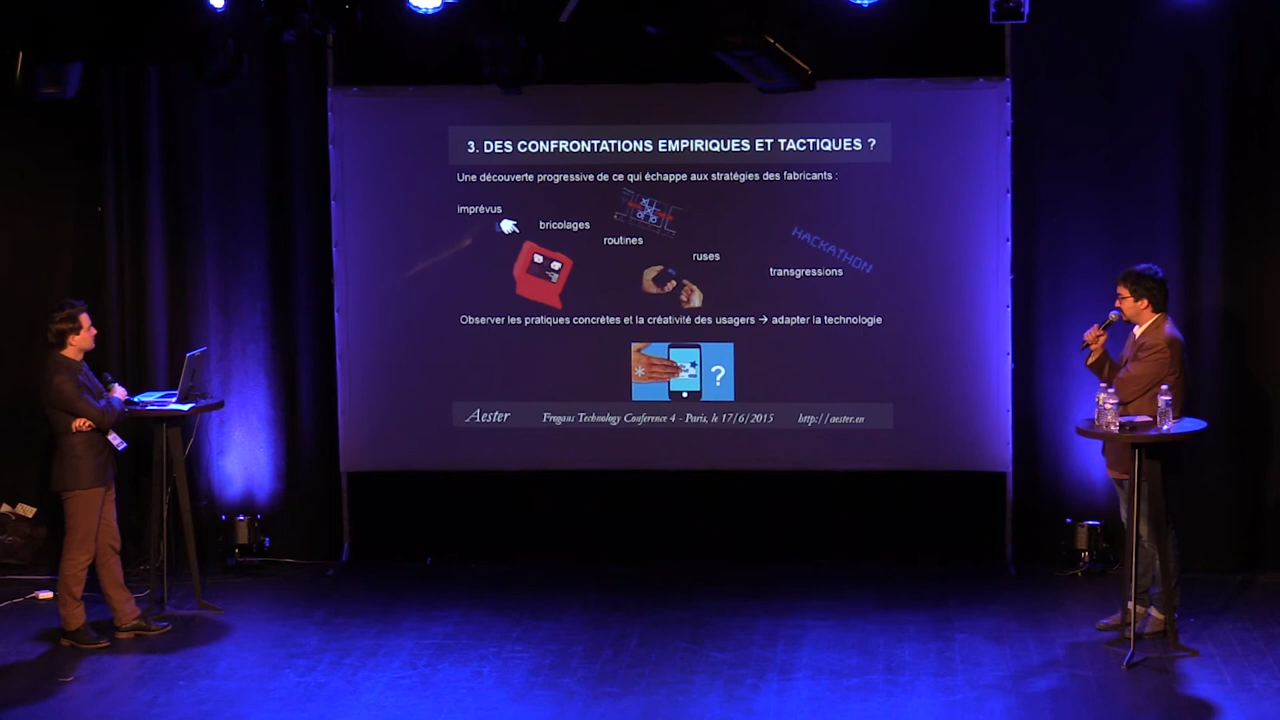 3. DES CONFRONTATIONS EMPIRIQUES ET TACTIQUES ?
Une découverte progressive de ce qui échappe aux stratégies des fabricants :
imprévus
bricolages
routines
ruses
HACKATHON
transgressions
Observer les pratiques concrètes et la créativité des usagers → adapter la technologie
* ?
Aester Frogans Technology Conference 4 - Paris, le 17/6/2015 http://aester.eu